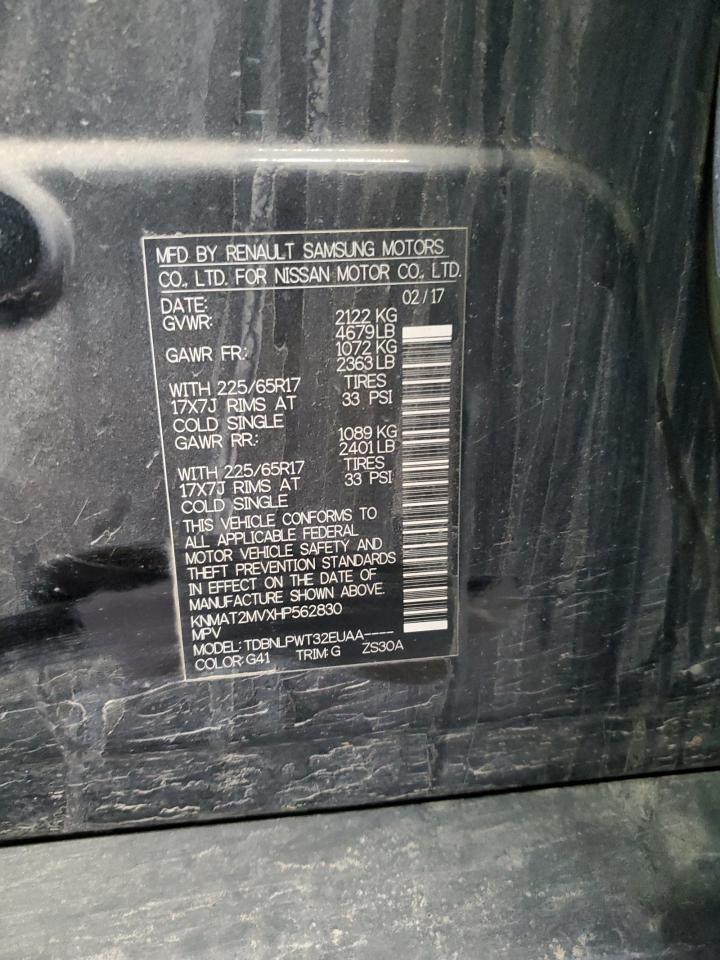 MFD BY RENAULT SAMSUNG MOTORS
CO., LTD. FOR NISSAN MOTOR CO., LTD.
DATE: 02/17
GVWR: 2122 KG
4679LB
GAWR FR: 1072 KG
2363 LB
WITH 225/65R17 TIRES
17X7J RIMS AT 33 PSI
COLD SINGLE
GAWR RR: 1089 KG
2401 LB
WITH 225/65R17 TIRES
17X7J RIMS AT 33 PSI
COLD SINGLE
THIS VEHICLE CONFORMS TO
ALL APPLICABLE FEDERAL
MOTOR VEHICLE SAFETY AND
THEFT PREVENTION STANDARDS
IN EFFECT ON THE DATE OF
MANUFACTURE SHOWN ABOVE.
KNMAT2MVXHP562830
MPV
MODEL: TDBNLPWT32EUAA----
COLOR: G41 TRIM: G ZS30A